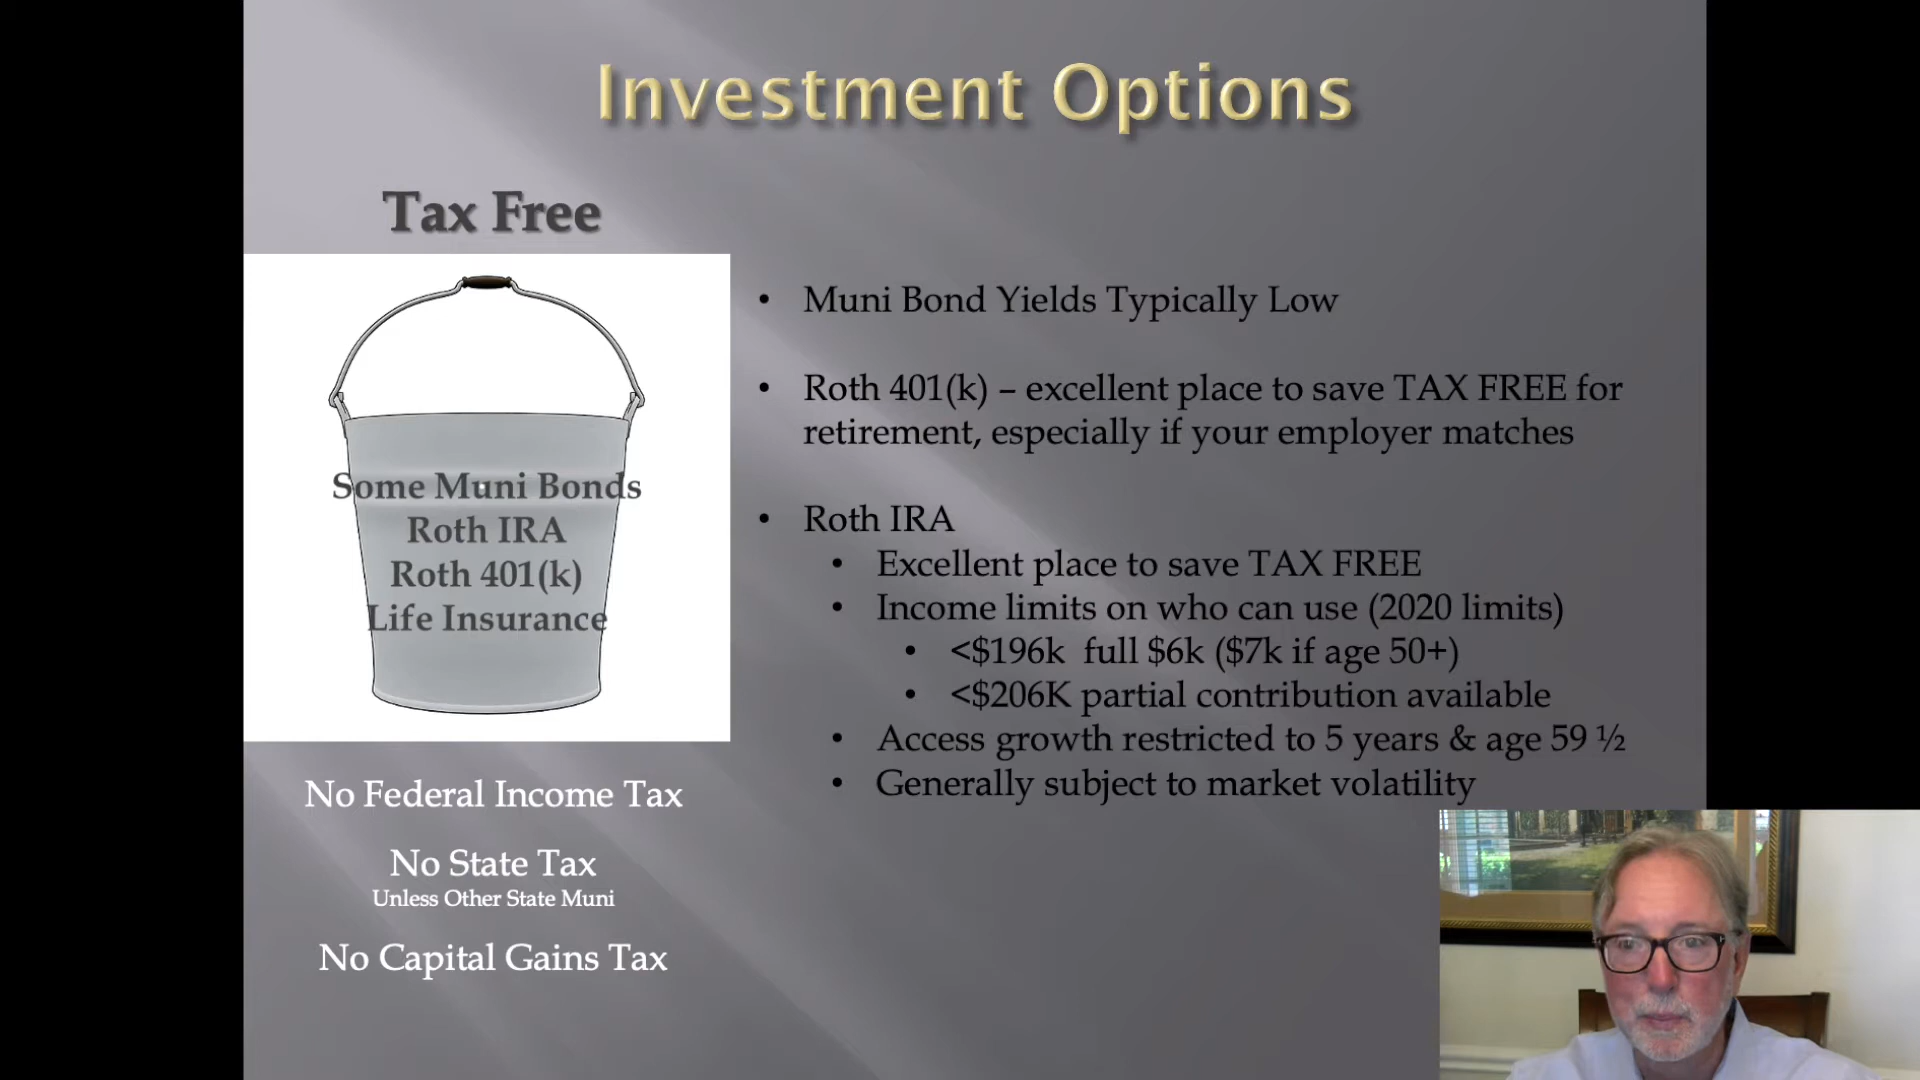 Investment Options
Tax Free
Some Muni Bonds
Roth IRA
Roth 401(k)
Life Insurance
No Federal Income Tax
No State Tax
Unless Other State Muni
No Capital Gains Tax
• Muni Bond Yields Typically Low
• Roth 401(k) – excellent place to save TAX FREE for
retirement, especially if your employer matches
• Roth IRA
• Excellent place to save TAX FREE
• Income limits on who can use (2020 limits)
• <$196k full $6k ($7k if age 50+)
• <$206K partial contribution available
• Access growth restricted to 5 years & age 59 ½
• Generally subject to market volatility